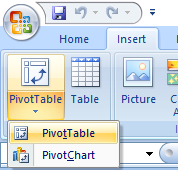 Home Insert
PivotTable Table Picture C
PivotTable
PivotChart